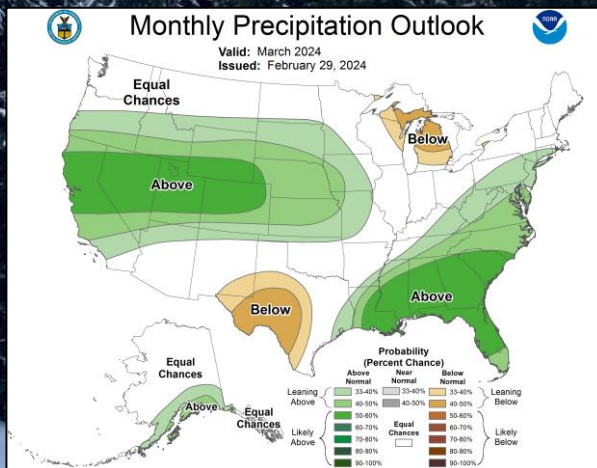 Monthly Precipitation Outlook
Valid: March 2024
Issued: February 29, 2024
NOAA
Equal
Chances
Above
Below
Below
Above
Equal
Chances
Above
Equal
Chances
Probability
(Percent Chance)
Above
Normal
Near
Normal
Below
Normal
Leaning
Above
33-40% 33-40% 33-40%
40-50% 40-50% 40-50%
Leaning
Below
Likely
Above
50-60% 50-60%
60-70% 60-70%
70-80% 70-80%
80-90% 80-90%
90-100% 90-100%
Equal
Chances
Likely
Below